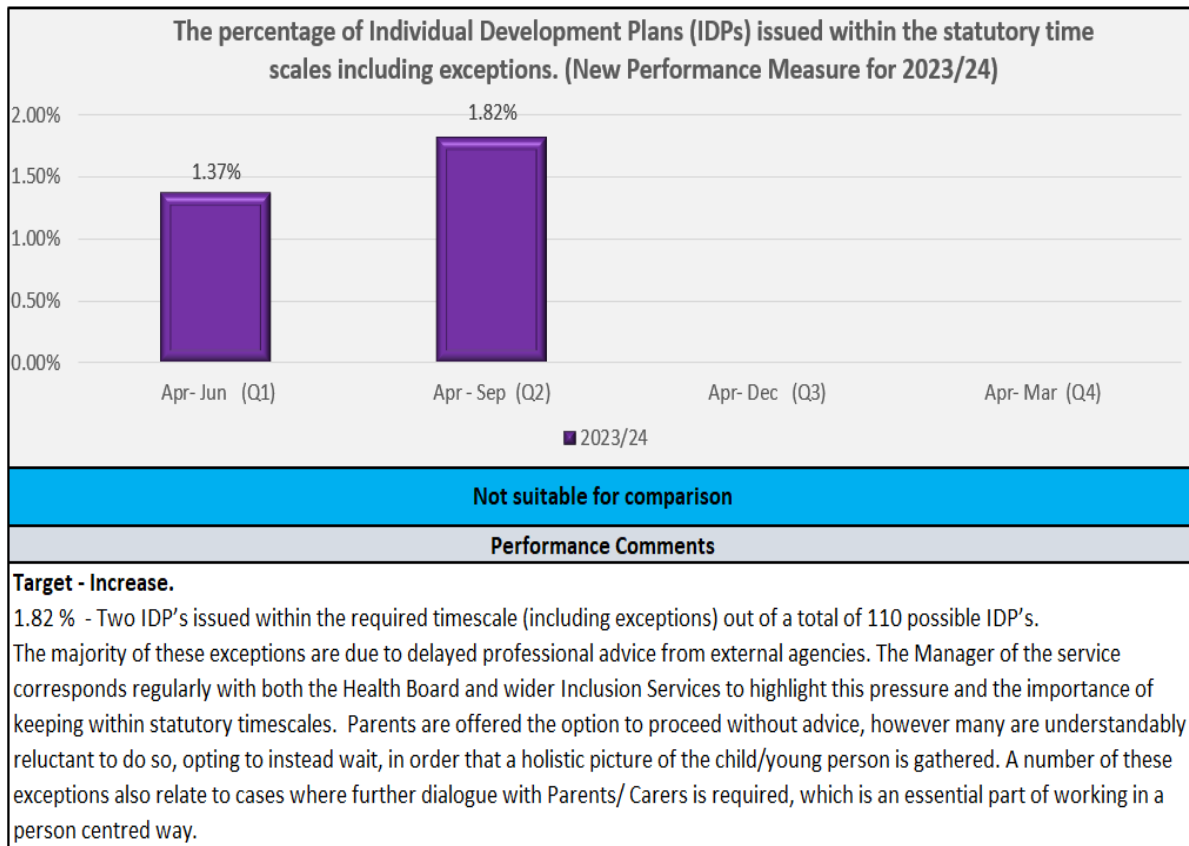 The percentage of Individual Development Plans (IDPs) issued within the statutory time
scales including exceptions. (New Performance Measure for 2023/24)
2.00%
1.82%
1.50%
1.37%
1.00%
0.50%
0.00%
Apr- Jun (Q1)
Apr - Sep (Q2)
Apr- Dec (Q3)
Apr- Mar (Q4)
2023/24
Not suitable for comparison
Performance Comments
Target - Increase.
1.82 % - Two IDP’s issued within the required timescale (including exceptions) out of a total of 110 possible IDP’s.
The majority of these exceptions are due to delayed professional advice from external agencies. The Manager of the service
corresponds regularly with both the Health Board and wider Inclusion Services to highlight this pressure and the importance of
keeping within statutory timescales. Parents are offered the option to proceed without advice, however many are understandably
reluctant to do so, opting to instead wait, in order that a holistic picture of the child/young person is gathered. A number of these
exceptions also relate to cases where further dialogue with Parents/ Carers is required, which is an essential part of working in a
person centred way.